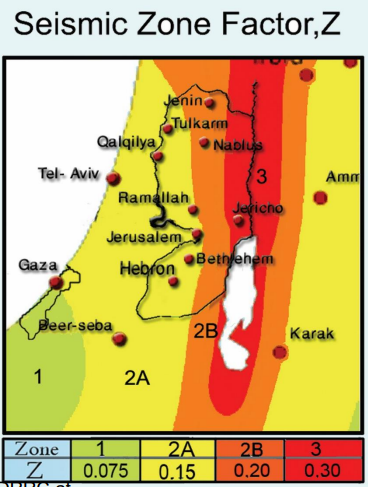 Seismic Zone Factor,Z
Jenin
Tulkarm
Qalqilya
Nablus
Tel- Aviv
3
Amm
Ramallah
Jericho
Jerusalem
Gaza
Hebron
Bethlehem
Beer-seba
2B
Karak
1
2A
Zone 1 2A 2B 3
Z 0.075 0.15 0.20 0.30